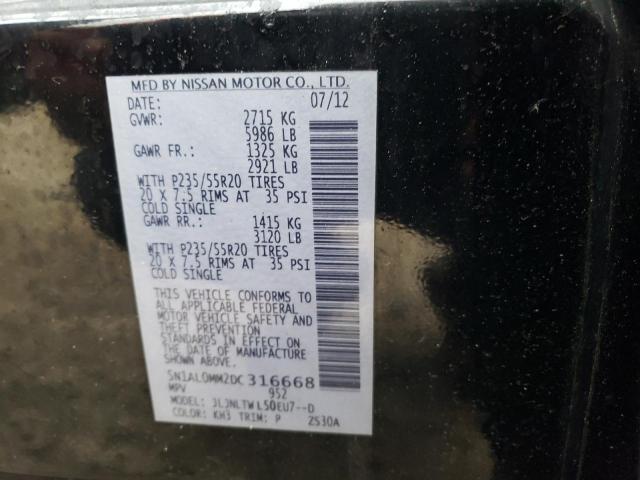 MFD BY NISSAN MOTOR CO., LTD.
DATE: 07/12
GVWR: 2715 KG
5986 LB
GAWR FR.: 1325 KG
2921 LB
WITH P235/55R20 TIRES
20 X 7.5 RIMS AT 35 PSI
COLD SINGLE
GAWR RR.: 1415 KG
3120 LB
WITH P235/55R20 TIRES
20 X 7.5 RIMS AT 35 PSI
COLD SINGLE
THIS VEHICLE CONFORMS TO
ALL APPLICABLE FEDERAL
MOTOR VEHICLE SAFETY AND
THEFT PREVENTION
STANDARDS IN EFFECT ON
THE DATE OF MANUFACTURE
SHOWN ABOVE.
5N1AL0MM2DC316668
MPV 952
MODEL: JLJNLTWL50EU7--D
COLOR: KH3 TRIM: P 2S30A